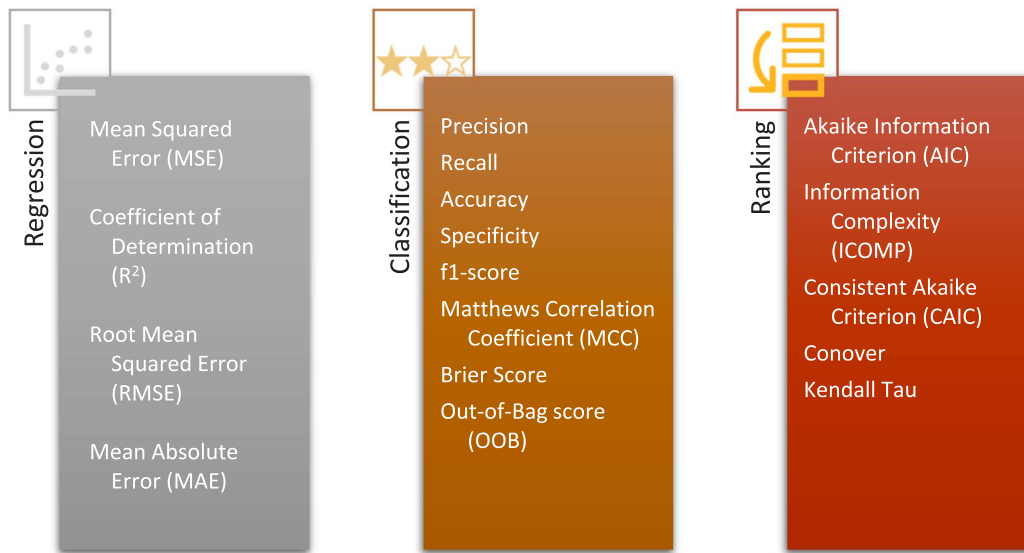 Regression
Mean Squared
Error (MSE)
Coefficient of
Determination
(R²)
Root Mean
Squared Error
(RMSE)
Mean Absolute
Error (MAE)
Classification
Precision
Recall
Accuracy
Specificity
f1-score
Matthews Correlation
Coefficient (MCC)
Brier Score
Out-of-Bag score
(OOB)
Ranking
Akaike Information
Criterion (AIC)
Information
Complexity
(ICOMP)
Consistent Akaike
Criterion (CAIC)
Conover
Kendall Tau